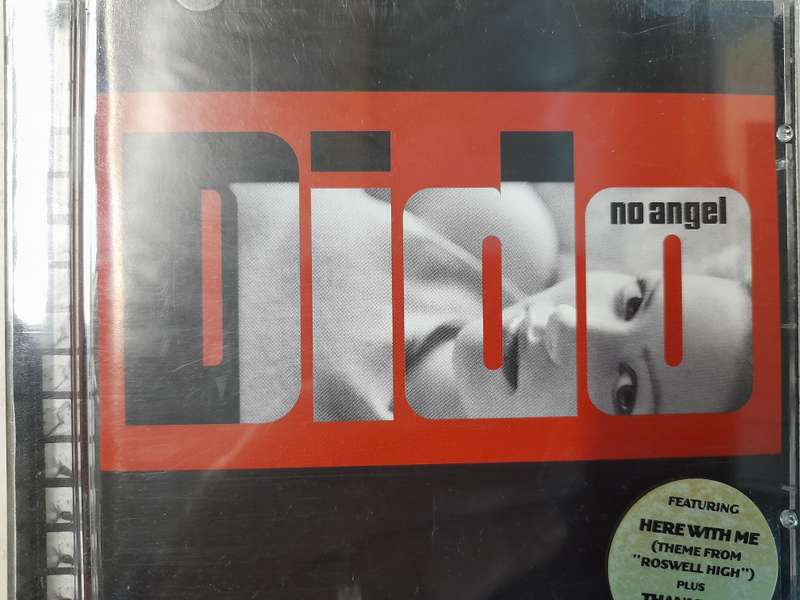 Dido
no angel
FEATURING
HERE WITH ME
(THEME FROM
"ROSWELL HIGH")
PLUS